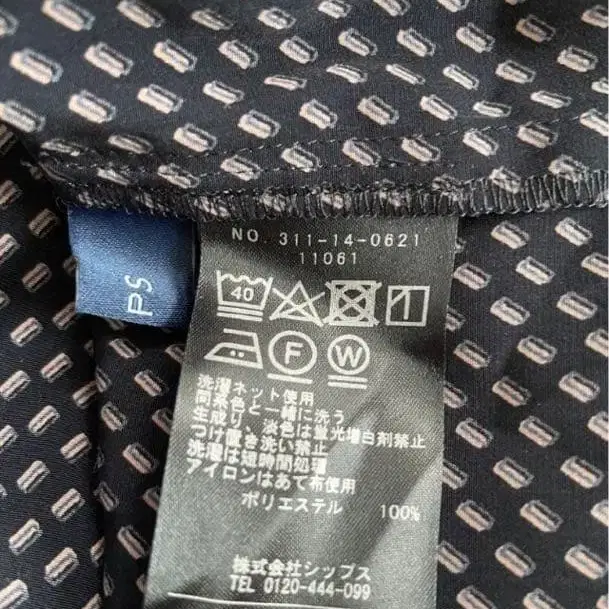 NO. 311-14-0621
11061
PS
40
F W
洗濯ネット使用
同系色と一緒に洗う
生成り、淡色は蛍光増白剤禁止
つけ置き洗い禁止
洗濯は短時間処理
アイロンはあて布使用
ポリエステル 100%
株式会社シップス
TEL 0120-444-099